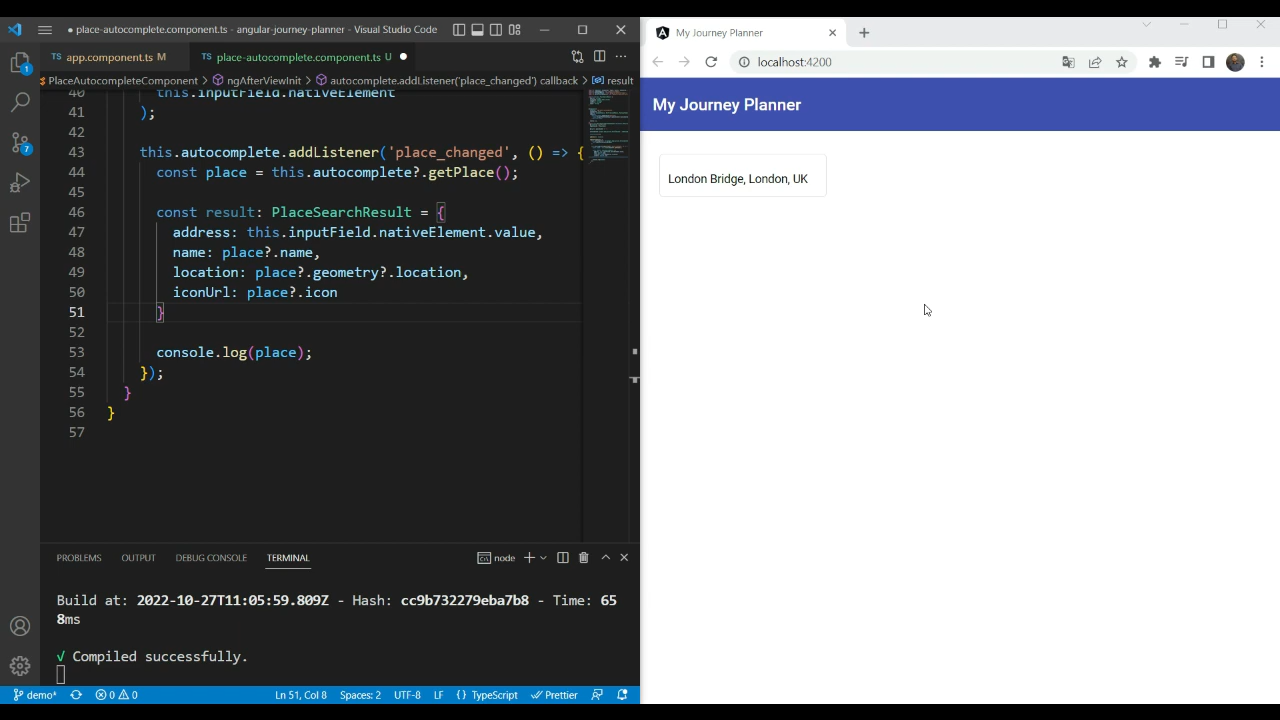 place-autocomplete.component.ts - angular-journey-planner - Visual Studio Code
TS app.component.ts M
TS place-autocomplete.component.ts U
PlaceAutocompleteComponent > ngAfterViewInit > autocomplete.addListener('place_changed') callback > result
40 this.inputField.nativeElement
41 );
42
43 this.autocomplete.addListener('place_changed', () => {
44 const place = this.autocomplete?.getPlace();
45
46 const result: PlaceSearchResult = {
47 address: this.inputField.nativeElement.value,
48 name: place?.name,
49 location: place?.geometry?.location,
50 iconUrl: place?.icon
51 }
52
53 console.log(place);
54 });
55 }
56 }
57
PROBLEMS OUTPUT DEBUG CONSOLE TERMINAL node
Build at: 2022-10-27T11:05:59.809Z - Hash: cc9b732279eba7b8 - Time: 65
8ms
√ Compiled successfully.
demo* 0 0 Ln 51, Col 8 Spaces: 2 UTF-8 LF {} TypeScript Prettier
1
7
My Journey Planner
localhost:4200
My Journey Planner
London Bridge, London, UK